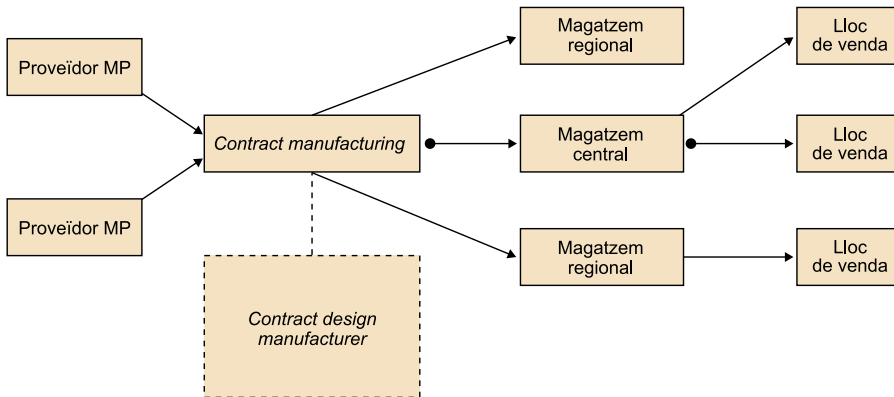 Proveïdor MP
Proveïdor MP
Contract manufacturing
Contract design
manufacturer
Magatzem
regional
Magatzem
central
Magatzem
regional
Lloc
de venda
Lloc
de venda
Lloc
de venda